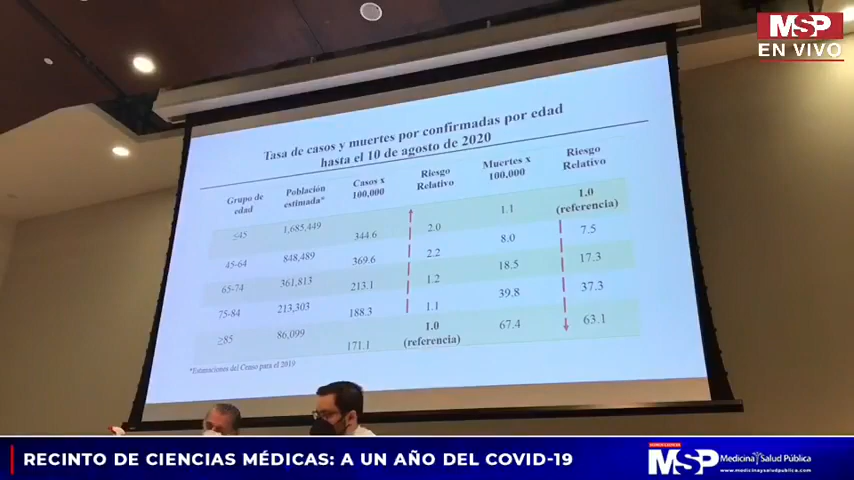 MSP
EN VIVO
Tasa de casos y muertes por confirmadas por edad
hasta el 10 de agosto de 2020
Grupo de edad Población estimada* Casos x 100,000 Riesgo Relativo Muertes x 100,000 Riesgo Relativo
≤45 1,685,449 344.6 2.0 1.1 1.0 (referencia)
45-64 848,489 369.6 2.2 8.0 7.5
65-74 361,813 213.1 1.2 18.5 17.3
75-84 213,303 188.3 1.1 39.8 37.3
≥85 86,099 171.1 1.0 (referencia) 67.4 63.1
*Estimaciones del Censo para el 2019
RECINTO DE CIENCIAS MÉDICAS: A UN AÑO DEL COVID-19
MSP Medicina y Salud Pública
www.medicinaysaludpublica.com